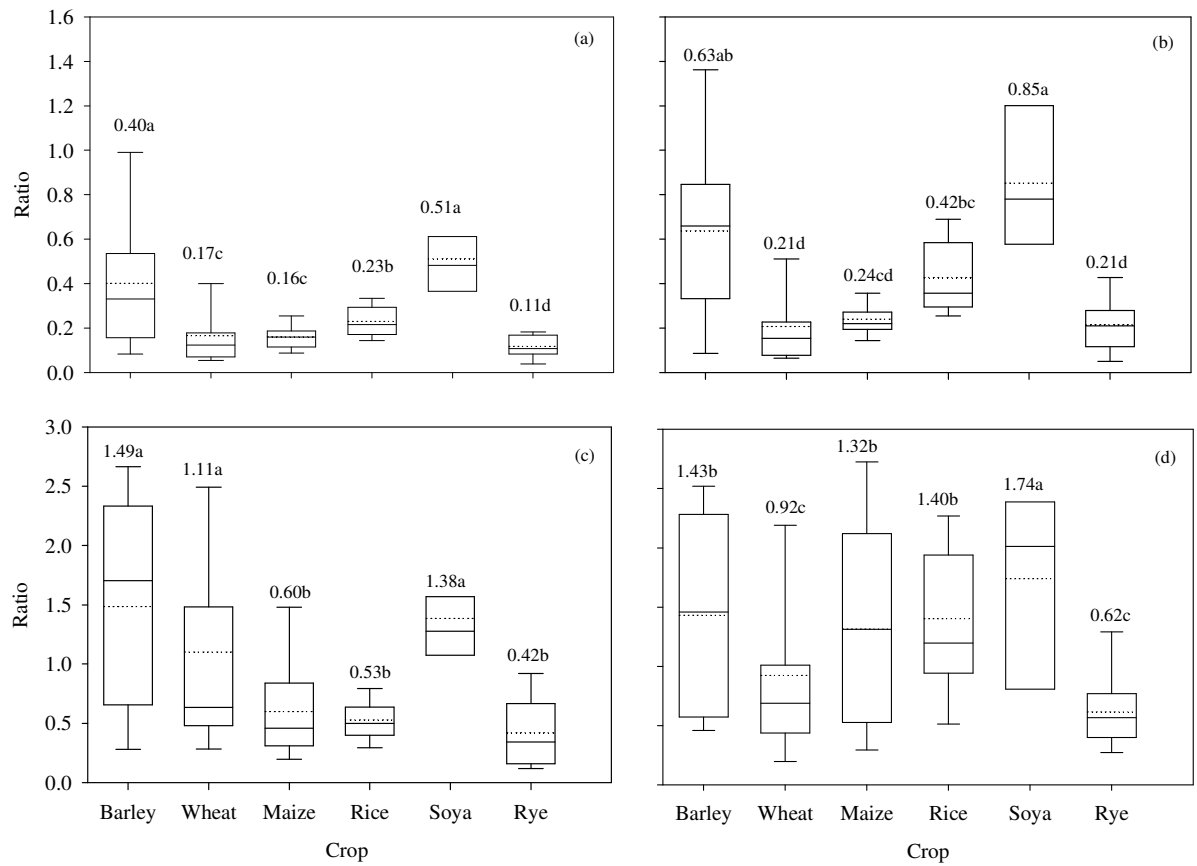 1.6
1.4
1.2
1.0
0.8
0.6
0.4
0.2
0.0
Ratio
(a)
0.40a
0.17c
0.16c
0.23b
0.51a
0.11d
(b)
0.63ab
0.21d
0.24cd
0.42bc
0.85a
0.21d
3.0
2.5
2.0
1.5
1.0
0.5
0.0
Ratio
(c)
1.49a
1.11a
0.60b
0.53b
1.38a
0.42b
Barley Wheat Maize Rice Soya Rye
Crop
(d)
1.43b
0.92c
1.32b
1.40b
1.74a
0.62c
Barley Wheat Maize Rice Soya Rye
Crop